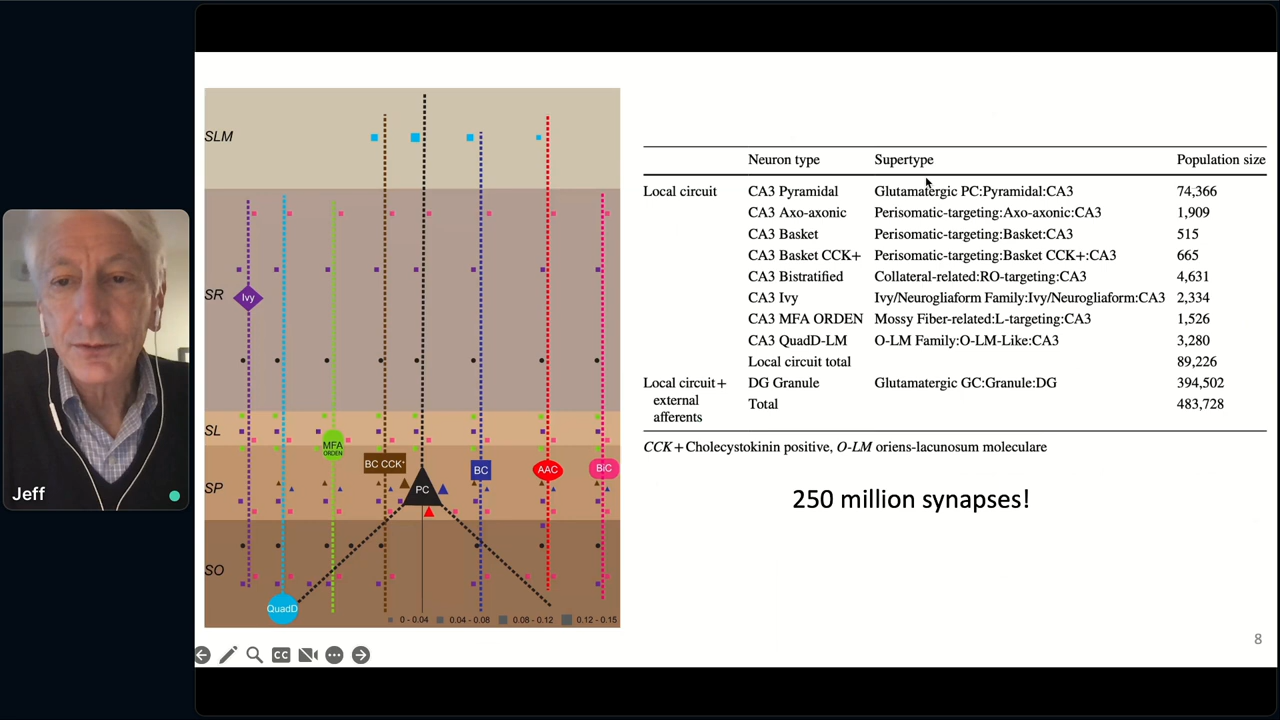 SLM
SR
SL
SP
SO
Ivy
MFA
ORDEN
BC CCK+
PC
BC
AAC
BiC
QuadD
0 - 0.04 0.04 - 0.08 0.08 - 0.12 0.12 - 0.15
Neuron type Supertype Population size
Local circuit CA3 Pyramidal Glutamatergic PC:Pyramidal:CA3 74,366
CA3 Axo-axonic Perisomatic-targeting:Axo-axonic:CA3 1,909
CA3 Basket Perisomatic-targeting:Basket:CA3 515
CA3 Basket CCK+ Perisomatic-targeting:Basket CCK+:CA3 665
CA3 Bistratified Collateral-related:RO-targeting:CA3 4,631
CA3 Ivy Ivy/Neurogliaform Family:Ivy/Neurogliaform:CA3 2,334
CA3 MFA ORDEN Mossy Fiber-related:L-targeting:CA3 1,526
CA3 QuadD-LM O-LM Family:O-LM-Like:CA3 3,280
Local circuit total 89,226
Local circuit+ DG Granule Glutamatergic GC:Granule:DG 394,502
external Total 483,728
afferents
CCK+ Cholecystokinin positive, O-LM oriens-lacunosum moleculare
250 million synapses!
Jeff
8
CC